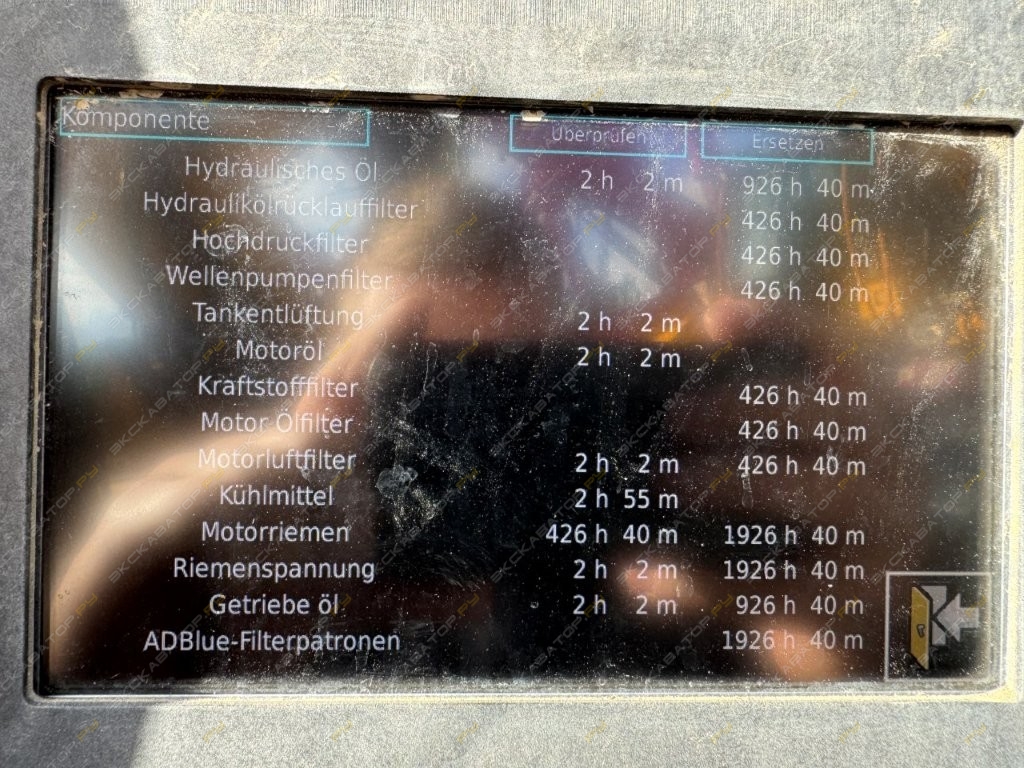 Komponente Überprüfen Ersetzen
Hydraulisches Öl 2 h 2 m 926 h 40 m
Hydraulikölrücklauffilter 426 h 40 m
Hochdruckfilter 426 h 40 m
Wellenpumpenfilter 426 h 40 m
Tankentlüftung 2 h 2 m
Motoröl 2 h 2 m
Kraftstofffilter 426 h 40 m
Motor Ölfilter 426 h 40 m
Motorluftfilter 2 h 2 m 426 h 40 m
Kühlmittel 2 h 55 m
Motorriemen 426 h 40 m 1926 h 40 m
Riemenspannung 2 h 2 m 1926 h 40 m
Getriebe öl 2 h 2 m 926 h 40 m
ADBlue-Filterpatronen 1926 h 40 m
ЭКСКАВАТОР.РУ